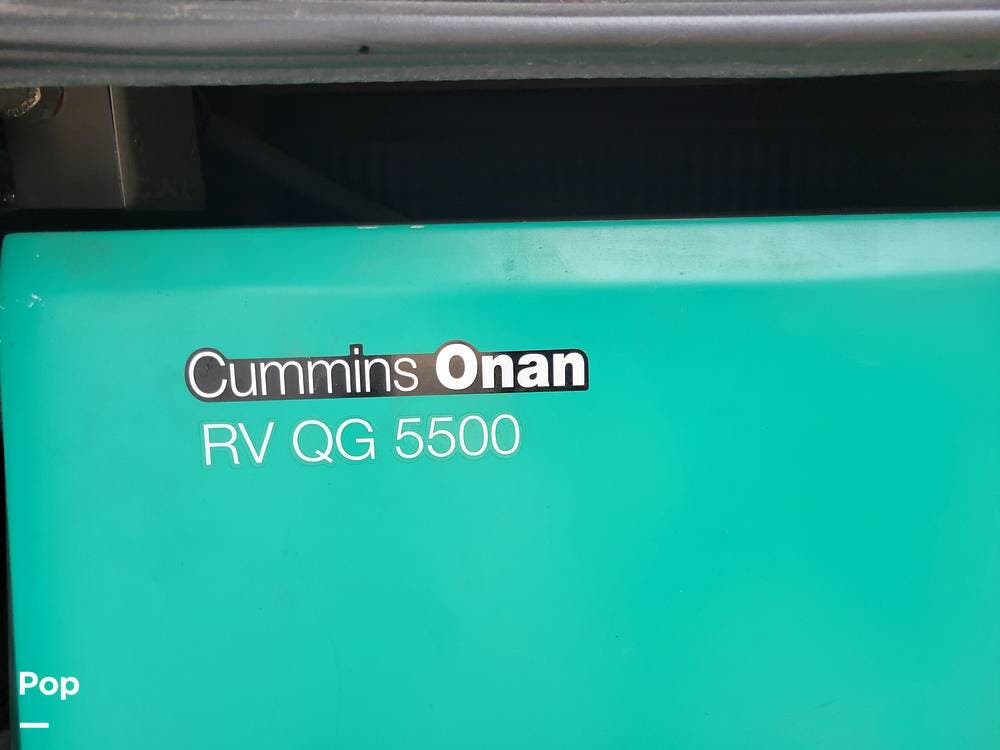 Cummins Onan
RV QG 5500
Pop